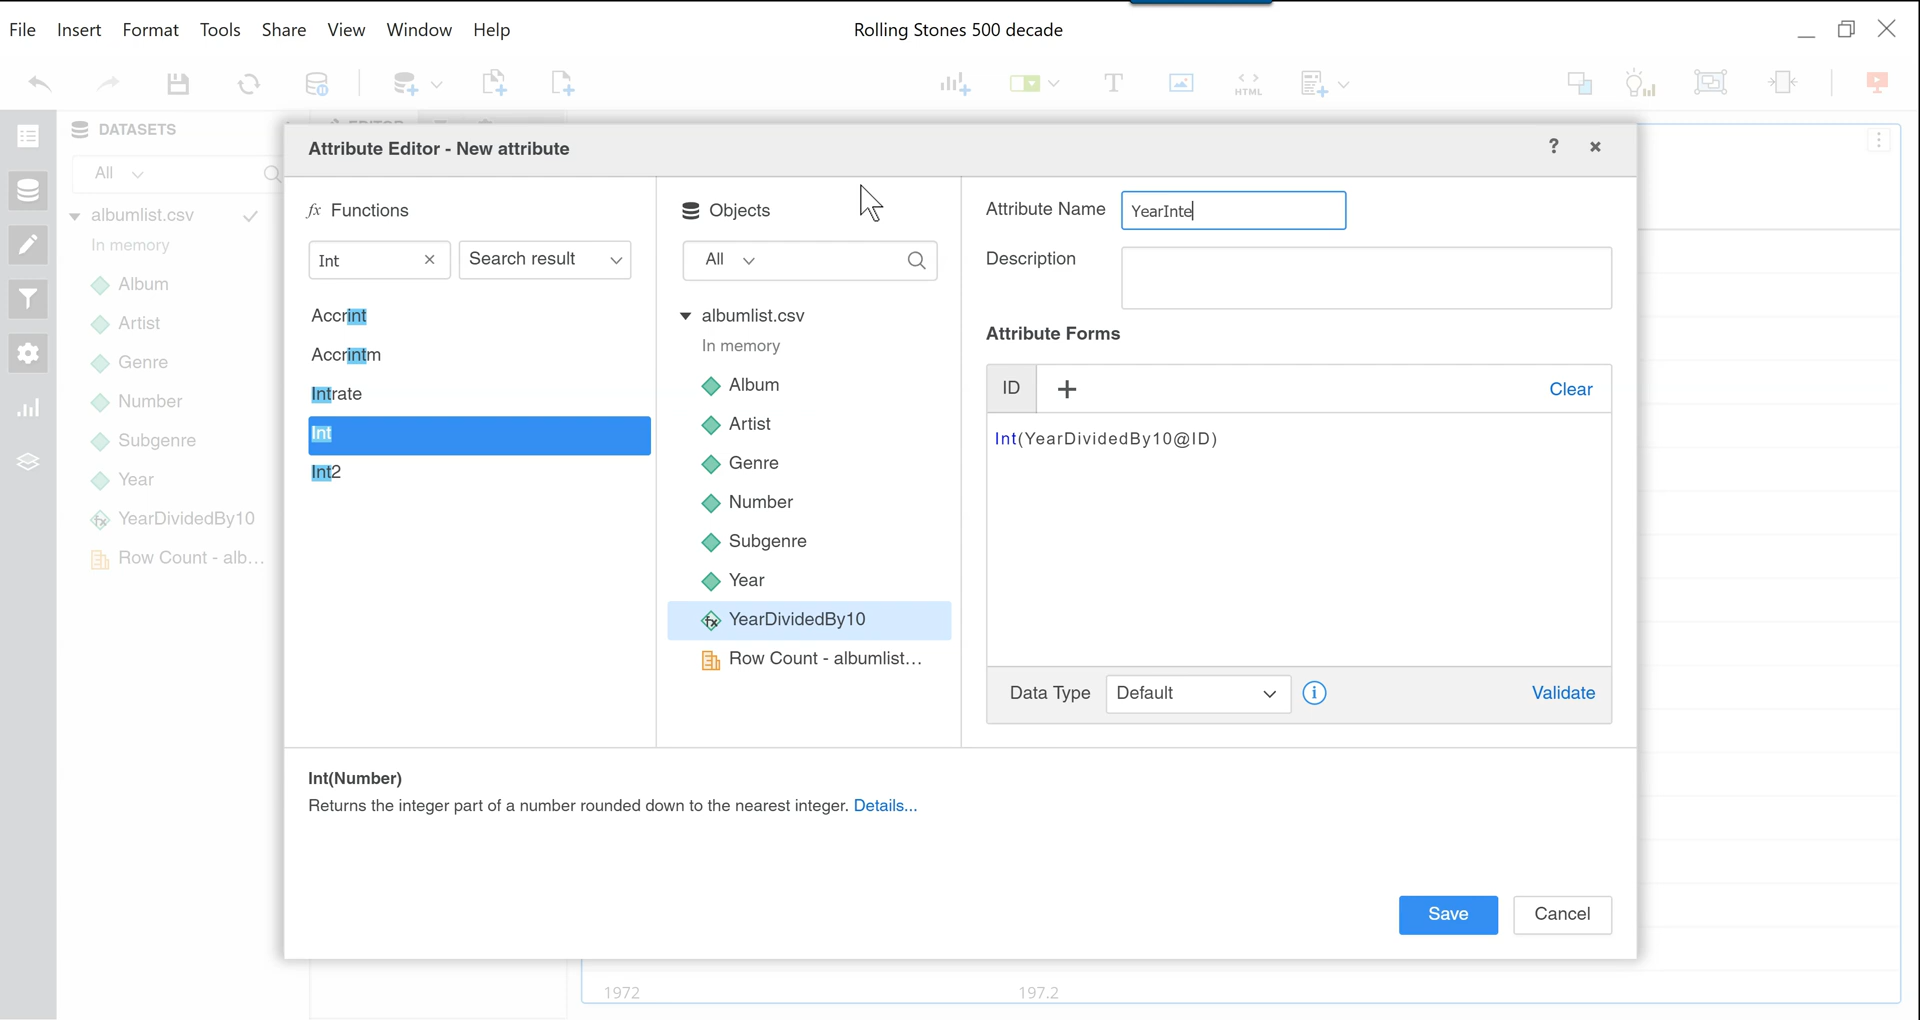 File Insert Format Tools Share View Window Help
Rolling Stones 500 decade
HTML
DATASETS
EDITOR
All
albumlist.csv
In memory
Album
Artist
Genre
Number
Subgenre
Year
YearDividedBy10
Row Count - alb...
Attribute Editor - New attribute
? ×
fx Functions
Int × Search result
Accrint
Accrintm
Intrate
Int
Int2
Objects
All
albumlist.csv
In memory
Album
Artist
Genre
Number
Subgenre
Year
YearDividedBy10
Row Count - albumlist...
Attribute Name YearInte
Description
Attribute Forms
ID + Clear
Int(YearDividedBy10@ID)
Data Type Default i Validate
Int(Number)
Returns the integer part of a number rounded down to the nearest integer. Details...
Save Cancel
1972 197.2